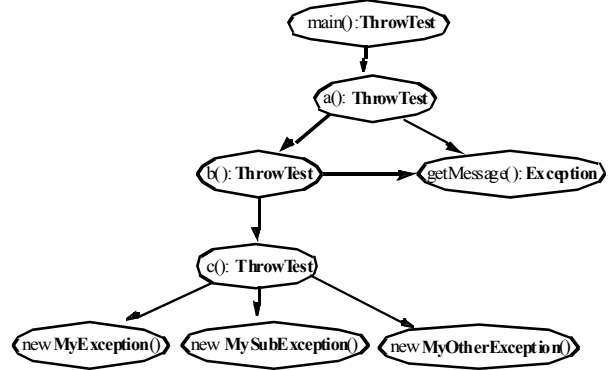 main():ThrowTest
a(): ThrowTest
b(): ThrowTest
getMessage(): Exception
c(): ThrowTest
new MyException()
new MySubException()
new MyOtherException()